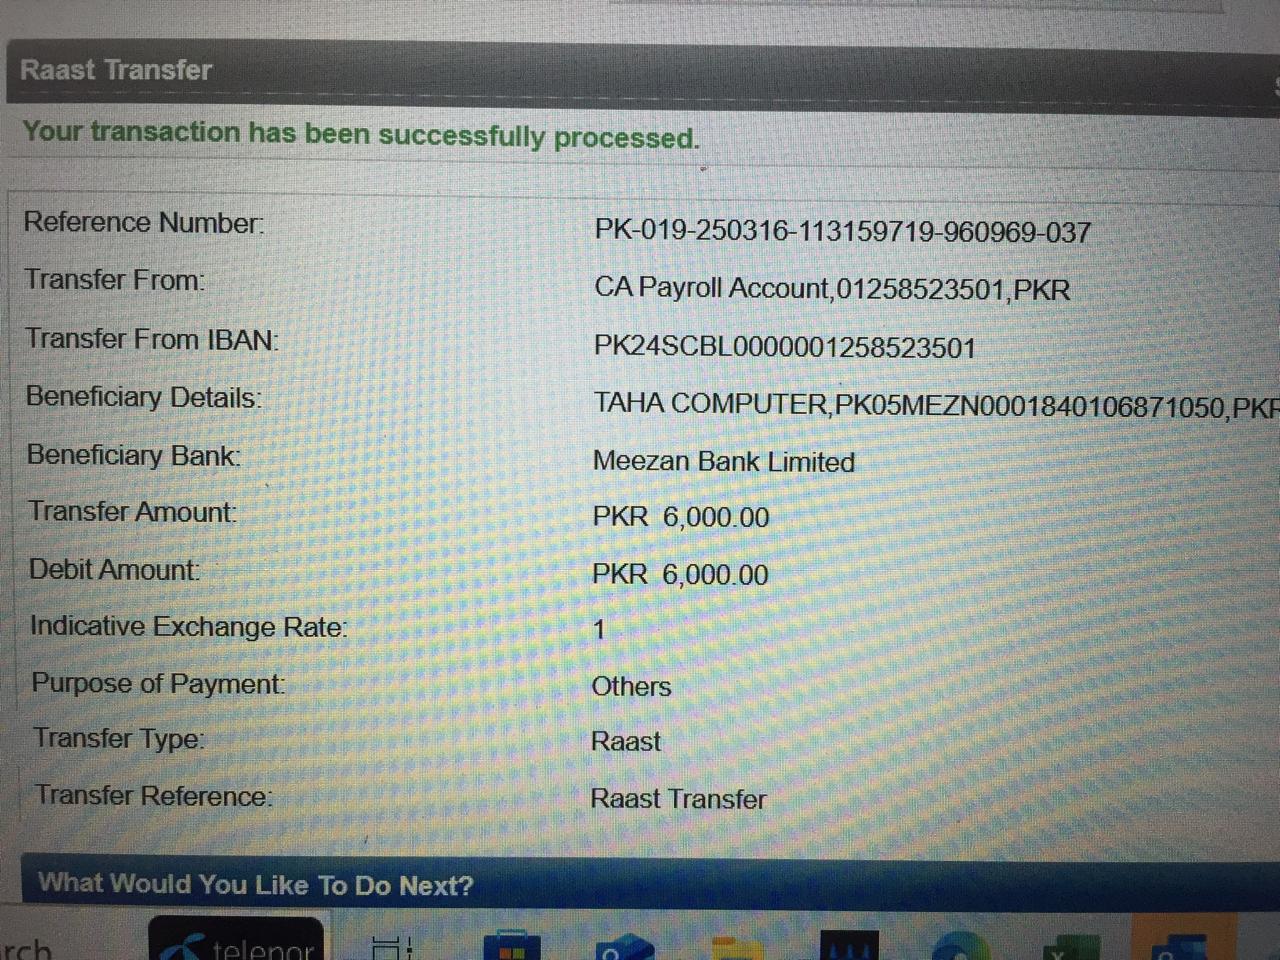 Raast Transfer
Your transaction has been successfully processed.
Reference Number: PK-019-250316-113159719-960969-037
Transfer From: CA Payroll Account,01258523501,PKR
Transfer From IBAN: PK24SCBL0000001258523501
Beneficiary Details: TAHA COMPUTER,PK05MEZN0001840106871050,PKR
Beneficiary Bank: Meezan Bank Limited
Transfer Amount: PKR 6,000.00
Debit Amount: PKR 6,000.00
Indicative Exchange Rate: 1
Purpose of Payment: Others
Transfer Type: Raast
Transfer Reference: Raast Transfer
What Would You Like To Do Next?
rch telenor